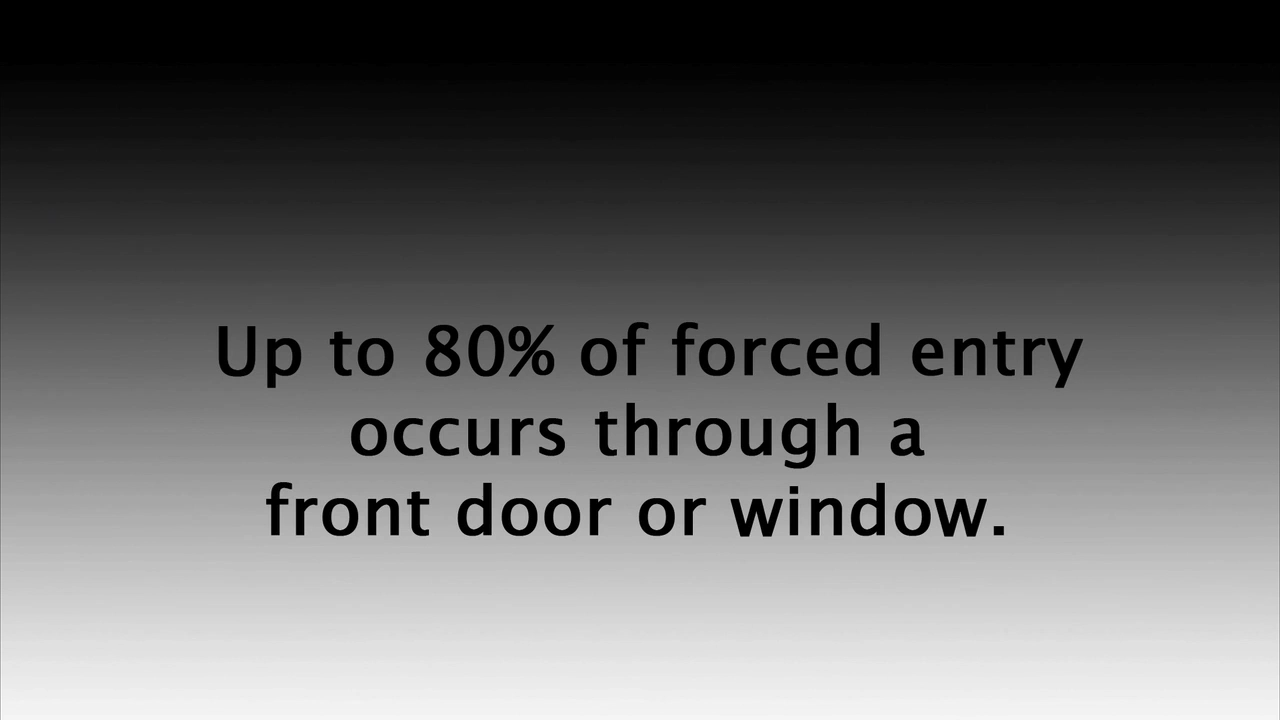 Up to 80% of forced entry
occurs through a
front door or window.